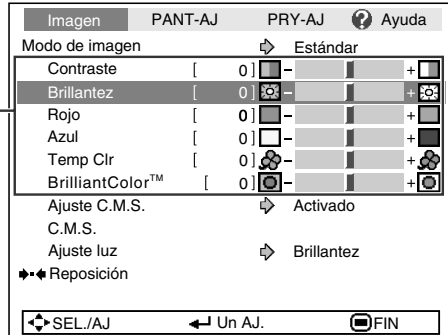 Imagen PANT-AJ PRY-AJ ? Ayuda
Modo de imagen Estándar
Contraste [ 0 ] - +
Brillantez [ 0 ] - +
Rojo [ 0 ] - +
Azul [ 0 ] - +
Temp Clr [ 0 ] - +
BrilliantColor™ [ 0 ] - +
Ajuste C.M.S. Activado
C.M.S.
Ajuste luz Brillantez
Reposición
SEL./AJ Un AJ. FIN